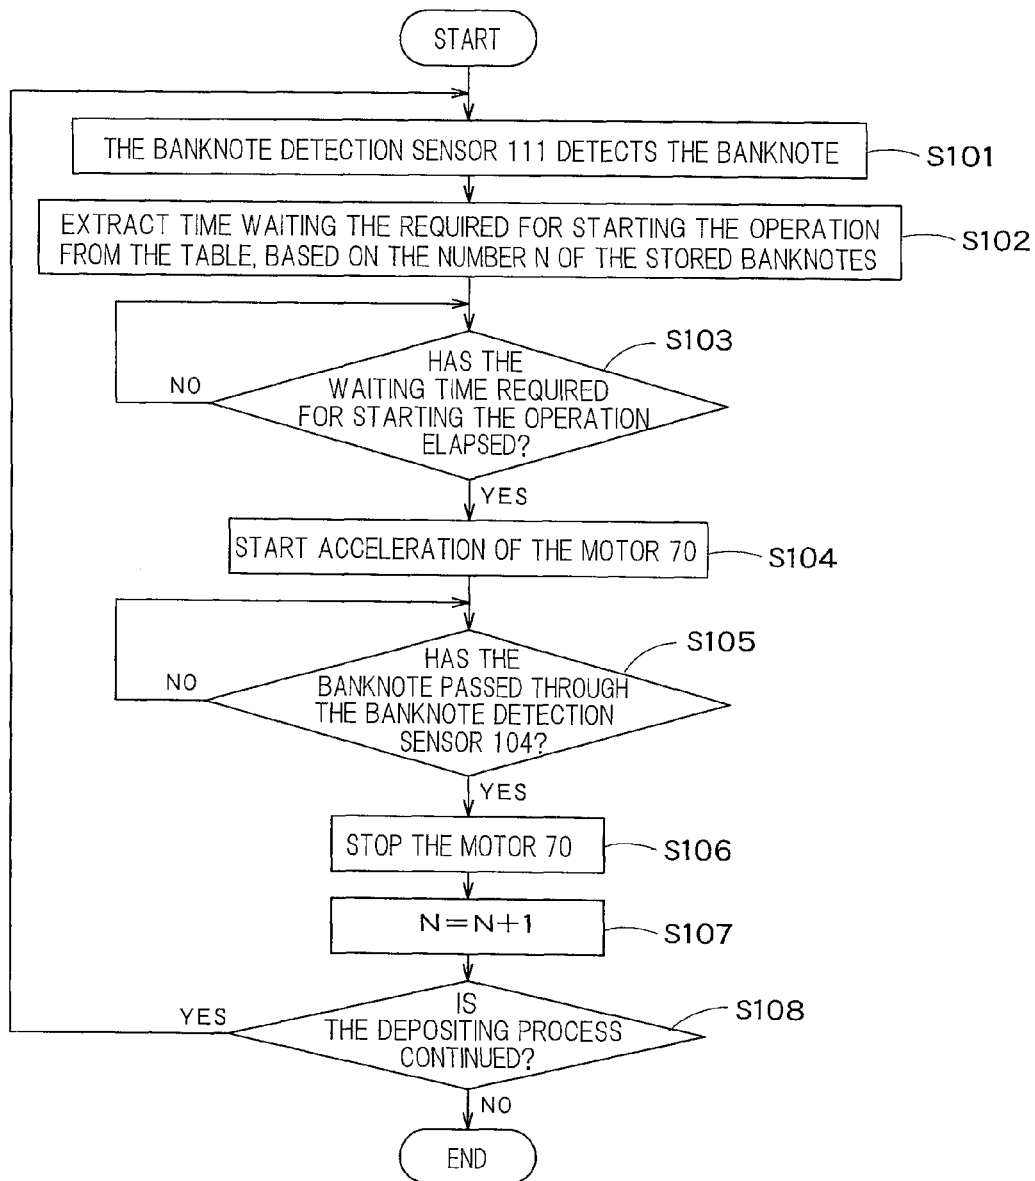 START
THE BANKNOTE DETECTION SENSOR 111 DETECTS THE BANKNOTE
S101
EXTRACT TIME WAITING THE REQUIRED FOR STARTING THE OPERATION
FROM THE TABLE, BASED ON THE NUMBER N OF THE STORED BANKNOTES
S102
S103
HAS THE
WAITING TIME REQUIRED
FOR STARTING THE OPERATION
ELAPSED?
NO
YES
START ACCELERATION OF THE MOTOR 70
S104
S105
HAS THE
BANKNOTE PASSED THROUGH
THE BANKNOTE DETECTION
SENSOR 104?
NO
YES
STOP THE MOTOR 70
S106
N=N+1
S107
S108
IS
THE DEPOSITING PROCESS
CONTINUED?
YES
NO
END